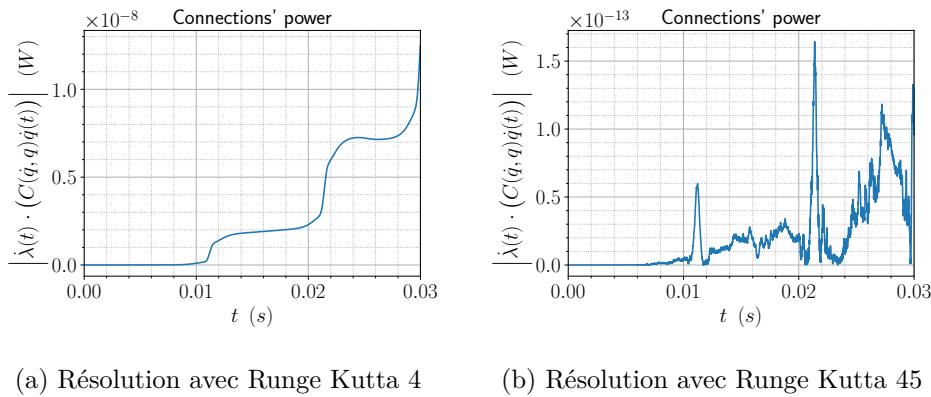 ×10⁻⁸ Connections' power
|λ̇(t) · (C(q̇, q)q̇(t))| (W)
1.0
0.5
0.0
0.00 0.01 0.02 0.03
t (s)
×10⁻¹³ Connections' power
|λ̇(t) · (C(q̇, q)q̇(t))| (W)
1.5
1.0
0.5
0.0
0.00 0.01 0.02 0.03
t (s)
(a) Résolution avec Runge Kutta 4
(b) Résolution avec Runge Kutta 45